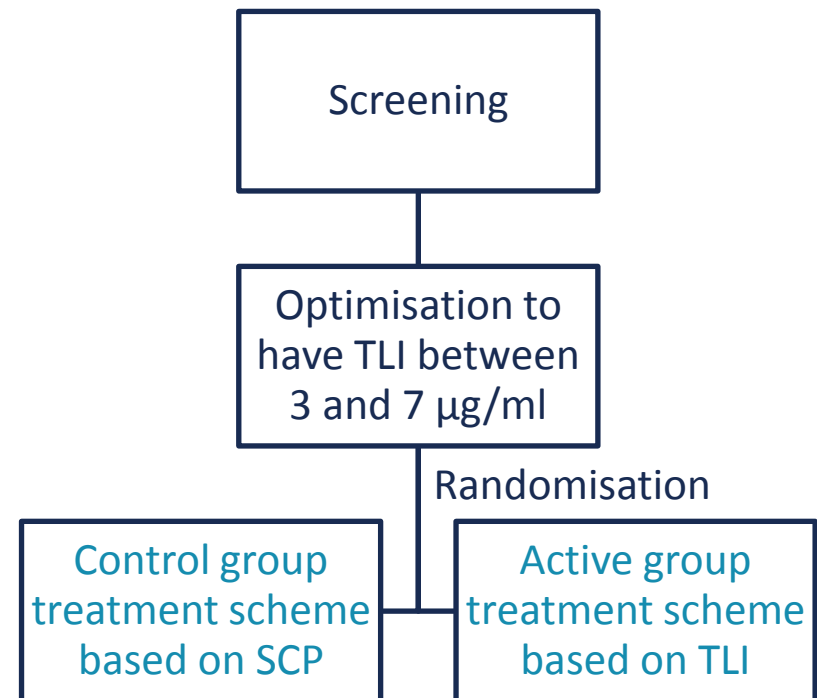 Screening
Optimisation to
have TLI between
3 and 7 µg/ml
Randomisation
Control group
treatment scheme
based on SCP
Active group
treatment scheme
based on TLI